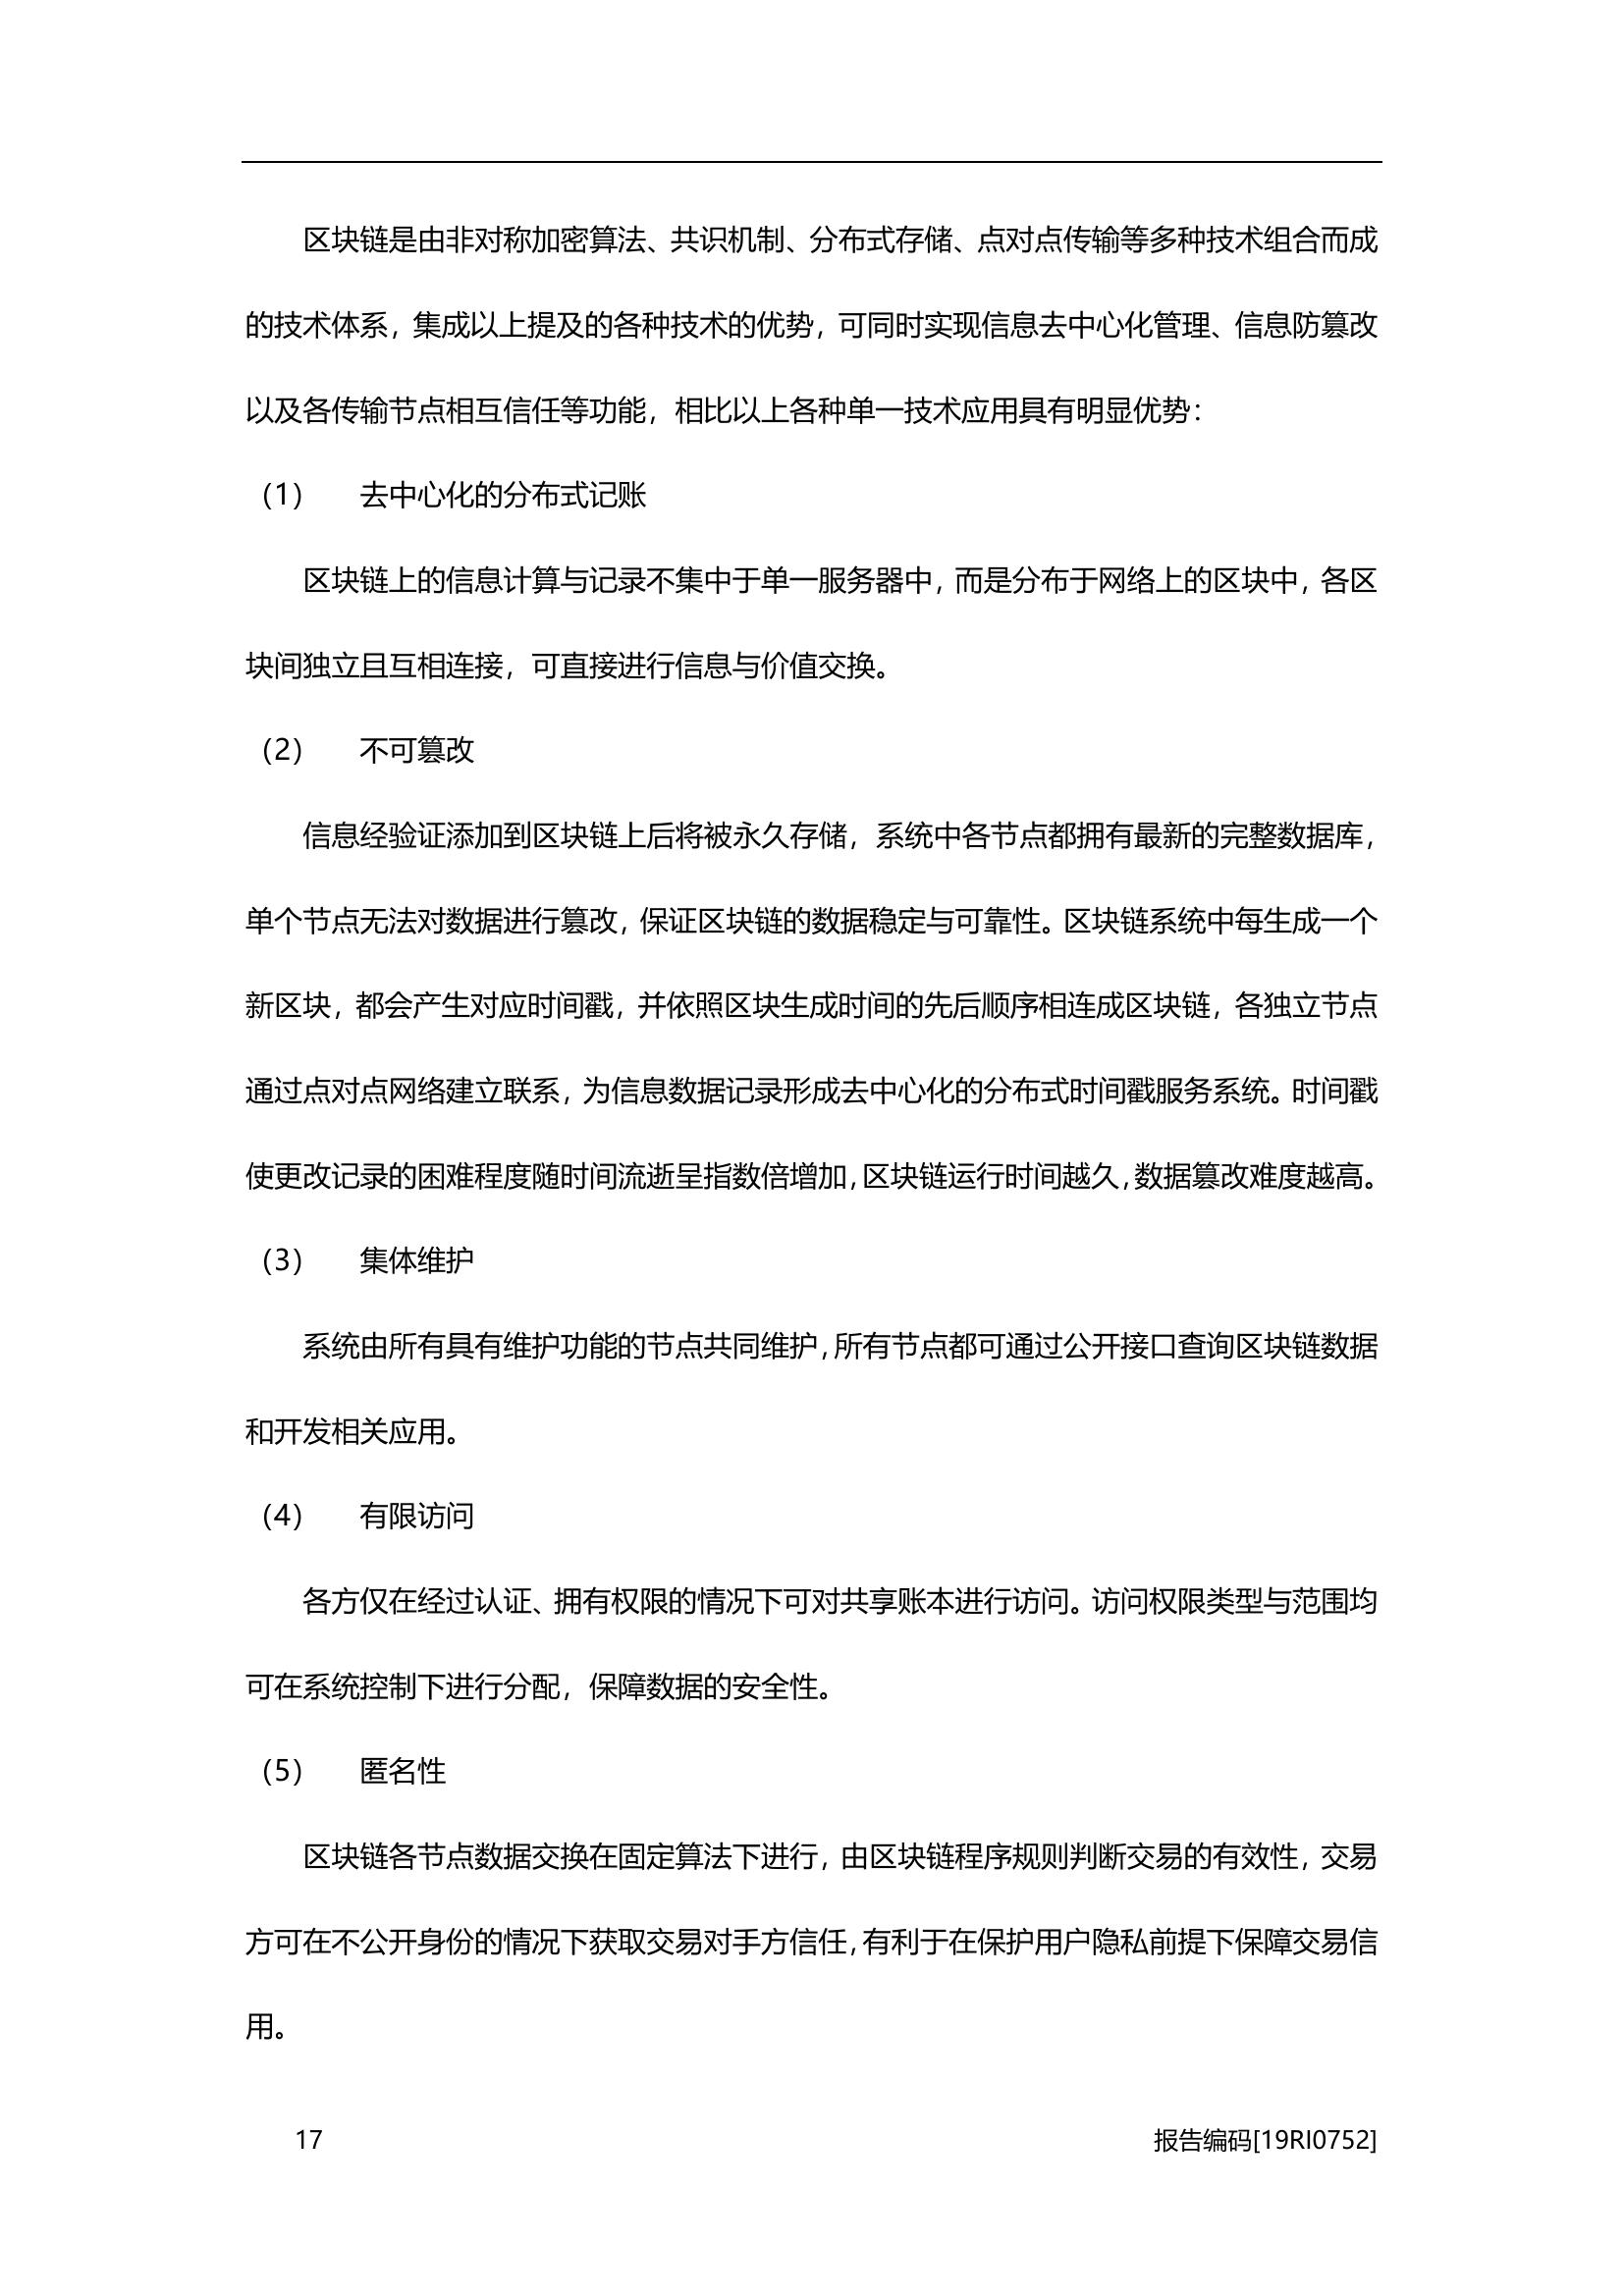 区块链是由非对称加密算法、共识机制、分布式存储、点对点传输等多种技术组合而成
的技术体系，集成以上提及的各种技术的优势，可同时实现信息去中心化管理、信息防篡改
以及各传输节点相互信任等功能，相比以上各种单一技术应用具有明显优势：
（1） 去中心化的分布式记账
区块链上的信息计算与记录不集中于单一服务器中，而是分布于网络上的区块中，各区
块间独立且互相连接，可直接进行信息与价值交换。
（2） 不可篡改
信息经验证添加到区块链上后将被永久存储，系统中各节点都拥有最新的完整数据库，
单个节点无法对数据进行篡改，保证区块链的数据稳定与可靠性。区块链系统中每生成一个
新区块，都会产生对应时间戳，并依照区块生成时间的先后顺序相连成区块链，各独立节点
通过点对点网络建立联系，为信息数据记录形成去中心化的分布式时间戳服务系统。时间戳
使更改记录的困难程度随时间流逝呈指数倍增加，区块链运行时间越久，数据篡改难度越高。
（3） 集体维护
系统由所有具有维护功能的节点共同维护，所有节点都可通过公开接口查询区块链数据
和开发相关应用。
（4） 有限访问
各方仅在经过认证、拥有权限的情况下可对共享账本进行访问。访问权限类型与范围均
可在系统控制下进行分配，保障数据的安全性。
（5） 匿名性
区块链各节点数据交换在固定算法下进行，由区块链程序规则判断交易的有效性，交易
方可在不公开身份的情况下获取交易对手方信任，有利于在保护用户隐私前提下保障交易信
用。
17 报告编码[19RI0752]